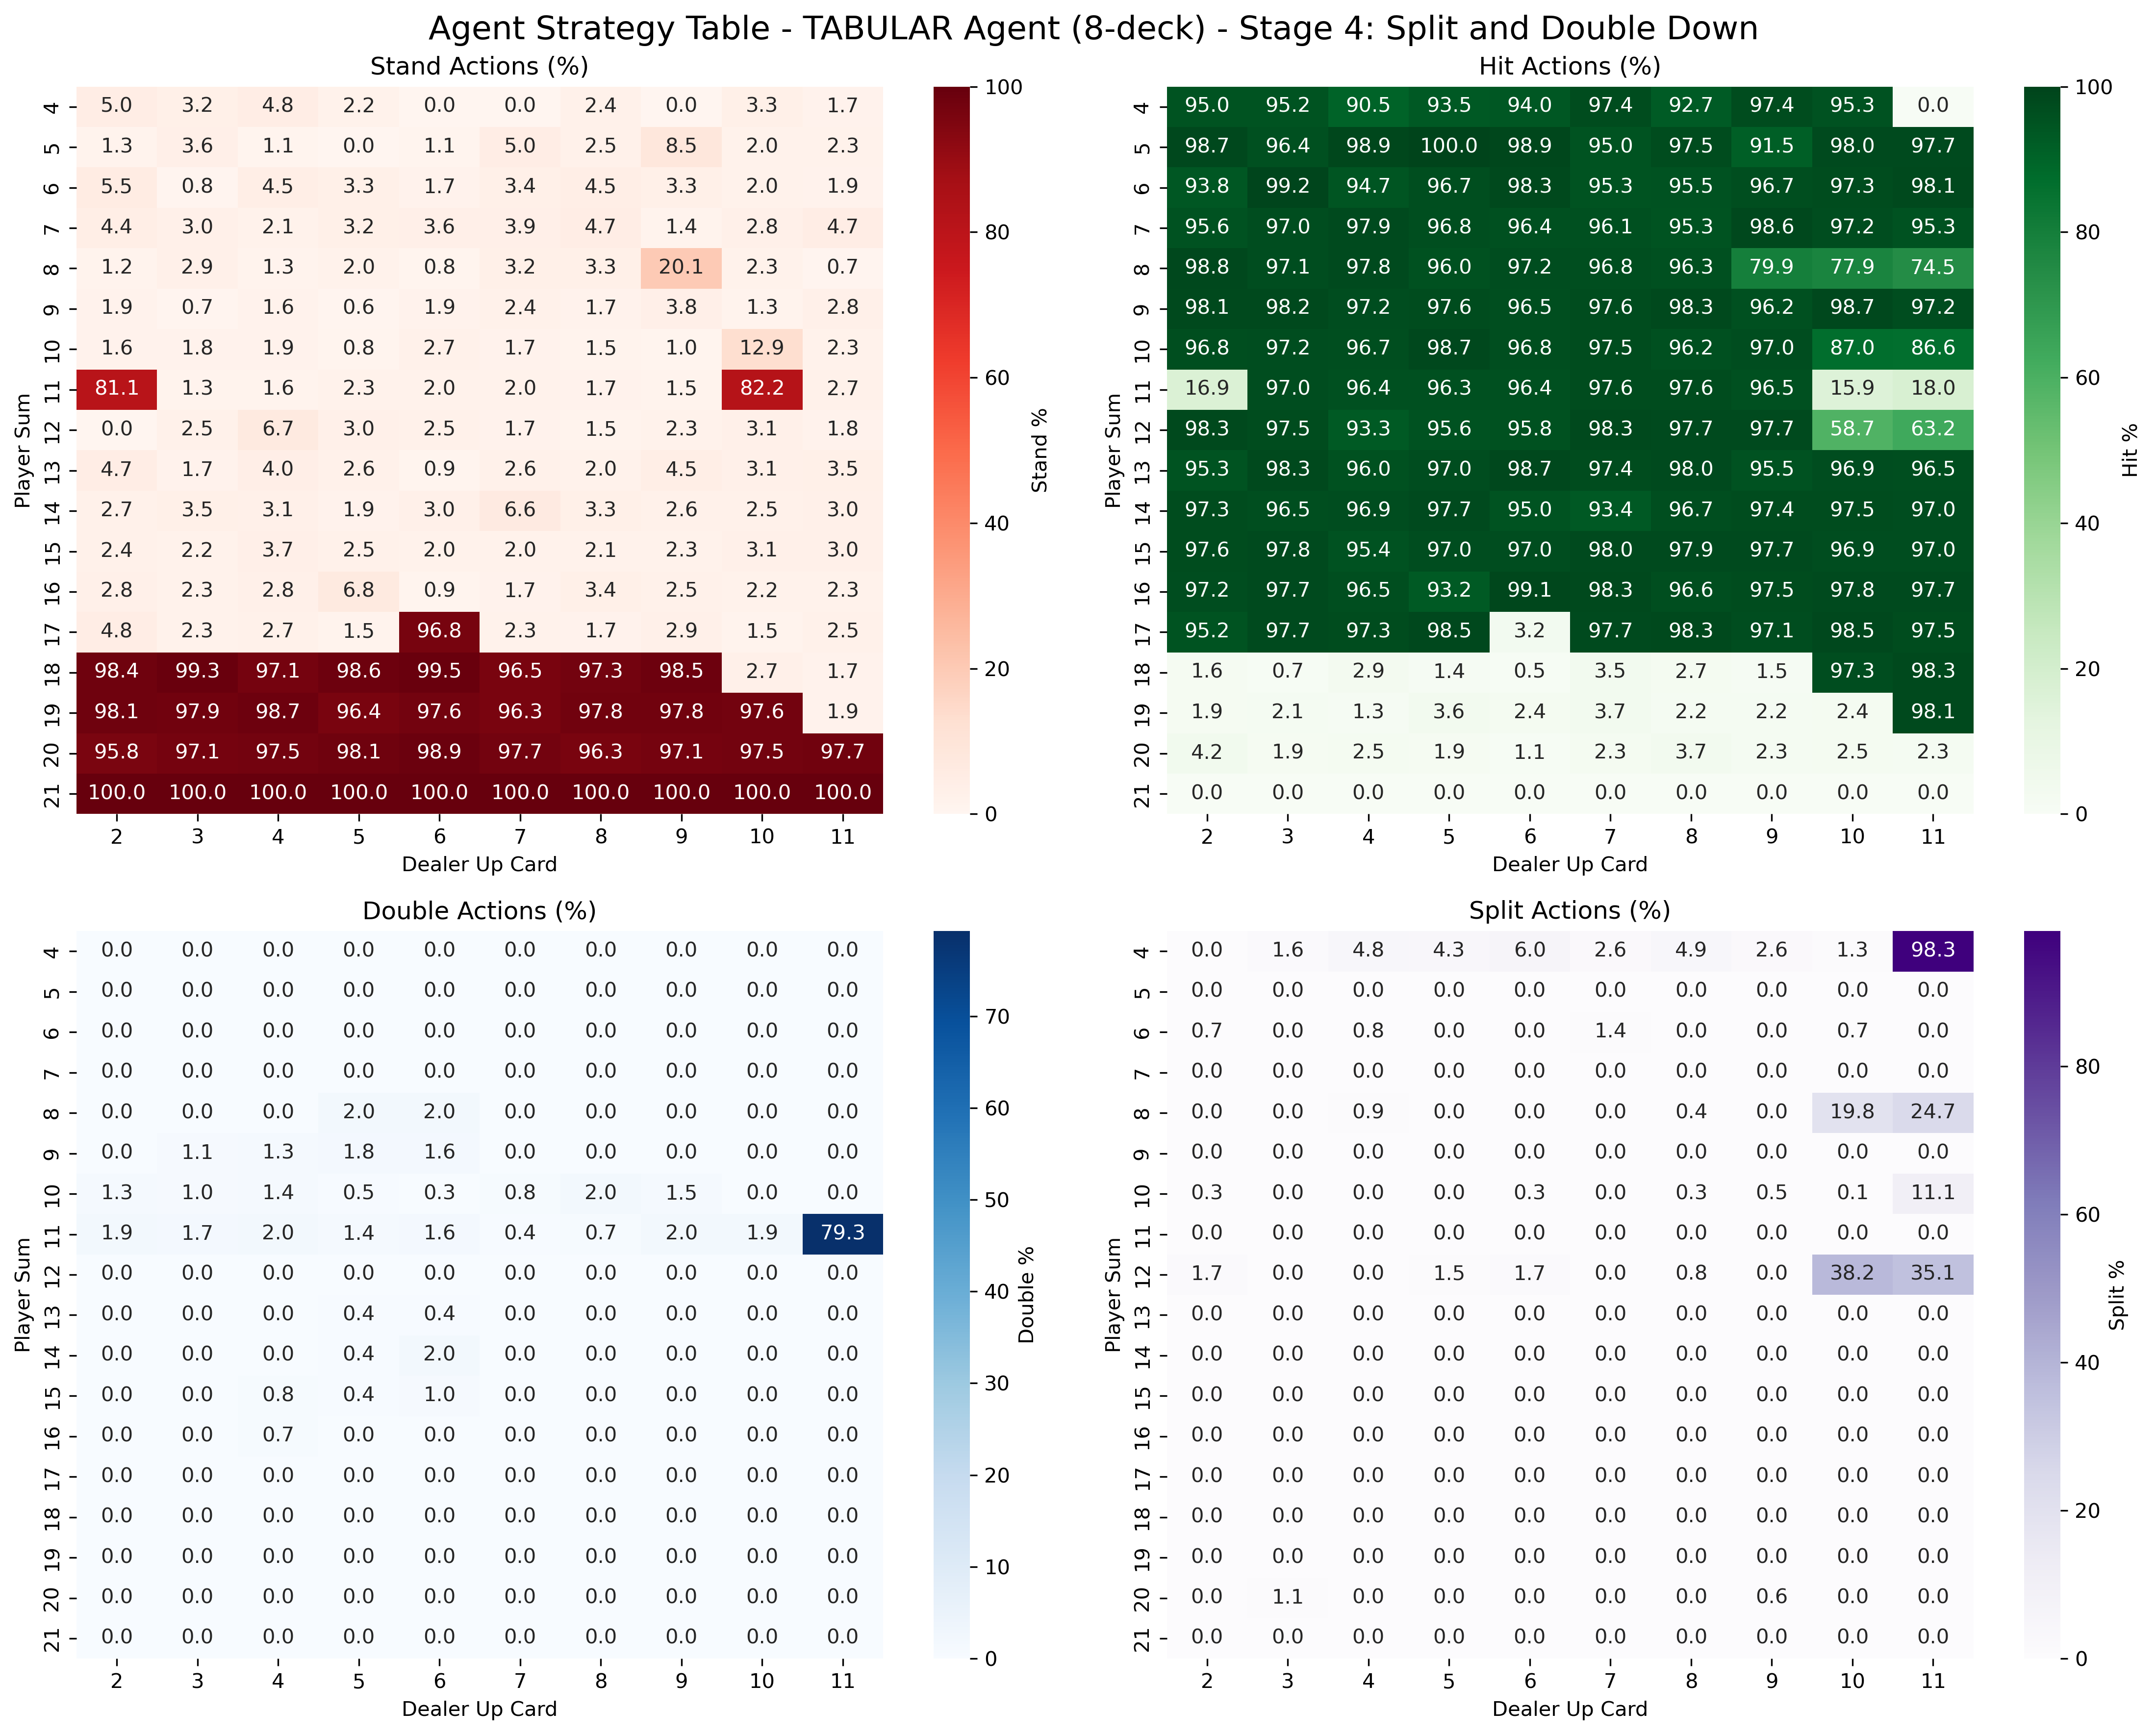 Agent Strategy Table - TABULAR Agent (8-deck) - Stage 4: Split and Double Down
Stand Actions (%)
4 5.0 3.2 4.8 2.2 0.0 0.0 2.4 0.0 3.3 1.7
5 1.3 3.6 1.1 0.0 1.1 5.0 2.5 8.5 2.0 2.3
6 5.5 0.8 4.5 3.3 1.7 3.4 4.5 3.3 2.0 1.9
7 4.4 3.0 2.1 3.2 3.6 3.9 4.7 1.4 2.8 4.7
8 1.2 2.9 1.3 2.0 0.8 3.2 3.3 20.1 2.3 0.7
9 1.9 0.7 1.6 0.6 1.9 2.4 1.7 3.8 1.3 2.8
10 1.6 1.8 1.9 0.8 2.7 1.7 1.5 1.0 12.9 2.3
11 81.1 1.3 1.6 2.3 2.0 2.0 1.7 1.5 82.2 2.7
12 0.0 2.5 6.7 3.0 2.5 1.7 1.5 2.3 3.1 1.8
13 4.7 1.7 4.0 2.6 0.9 2.6 2.0 4.5 3.1 3.5
14 2.7 3.5 3.1 1.9 3.0 6.6 3.3 2.6 2.5 3.0
15 2.4 2.2 3.7 2.5 2.0 2.0 2.1 2.3 3.1 3.0
16 2.8 2.3 2.8 6.8 0.9 1.7 3.4 2.5 2.2 2.3
17 4.8 2.3 2.7 1.5 96.8 2.3 1.7 2.9 1.5 2.5
18 98.4 99.3 97.1 98.6 99.5 96.5 97.3 98.5 2.7 1.7
19 98.1 97.9 98.7 96.4 97.6 96.3 97.8 97.8 97.6 1.9
20 95.8 97.1 97.5 98.1 98.9 97.7 96.3 97.1 97.5 97.7
21 100.0 100.0 100.0 100.0 100.0 100.0 100.0 100.0 100.0 100.0
2 3 4 5 6 7 8 9 10 11
Dealer Up Card
Player Sum
100
80
60
40
20
0
Stand %
Hit Actions (%)
4 95.0 95.2 90.5 93.5 94.0 97.4 92.7 97.4 95.3 0.0
5 98.7 96.4 98.9 100.0 98.9 95.0 97.5 91.5 98.0 97.7
6 93.8 99.2 94.7 96.7 98.3 95.3 95.5 96.7 97.3 98.1
7 95.6 97.0 97.9 96.8 96.4 96.1 95.3 98.6 97.2 95.3
8 98.8 97.1 97.8 96.0 97.2 96.8 96.3 79.9 77.9 74.5
9 98.1 98.2 97.2 97.6 96.5 97.6 98.3 96.2 98.7 97.2
10 96.8 97.2 96.7 98.7 96.8 97.5 96.2 97.0 87.0 86.6
11 16.9 97.0 96.4 96.3 96.4 97.6 97.6 96.5 15.9 18.0
12 98.3 97.5 93.3 95.6 95.8 98.3 97.7 97.7 58.7 63.2
13 95.3 98.3 96.0 97.0 98.7 97.4 98.0 95.5 96.9 96.5
14 97.3 96.5 96.9 97.7 95.0 93.4 96.7 97.4 97.5 97.0
15 97.6 97.8 95.4 97.0 97.0 98.0 97.9 97.7 96.9 97.0
16 97.2 97.7 96.5 93.2 99.1 98.3 96.6 97.5 97.8 97.7
17 95.2 97.7 97.3 98.5 3.2 97.7 98.3 97.1 98.5 97.5
18 1.6 0.7 2.9 1.4 0.5 3.5 2.7 1.5 97.3 98.3
19 1.9 2.1 1.3 3.6 2.4 3.7 2.2 2.2 2.4 98.1
20 4.2 1.9 2.5 1.9 1.1 2.3 3.7 2.3 2.5 2.3
21 0.0 0.0 0.0 0.0 0.0 0.0 0.0 0.0 0.0 0.0
2 3 4 5 6 7 8 9 10 11
Dealer Up Card
Player Sum
100
80
60
40
20
0
Hit %
Double Actions (%)
4 0.0 0.0 0.0 0.0 0.0 0.0 0.0 0.0 0.0 0.0
5 0.0 0.0 0.0 0.0 0.0 0.0 0.0 0.0 0.0 0.0
6 0.0 0.0 0.0 0.0 0.0 0.0 0.0 0.0 0.0 0.0
7 0.0 0.0 0.0 0.0 0.0 0.0 0.0 0.0 0.0 0.0
8 0.0 0.0 0.0 2.0 2.0 0.0 0.0 0.0 0.0 0.0
9 0.0 1.1 1.3 1.8 1.6 0.0 0.0 0.0 0.0 0.0
10 1.3 1.0 1.4 0.5 0.3 0.8 2.0 1.5 0.0 0.0
11 1.9 1.7 2.0 1.4 1.6 0.4 0.7 2.0 1.9 79.3
12 0.0 0.0 0.0 0.0 0.0 0.0 0.0 0.0 0.0 0.0
13 0.0 0.0 0.0 0.4 0.4 0.0 0.0 0.0 0.0 0.0
14 0.0 0.0 0.0 0.4 2.0 0.0 0.0 0.0 0.0 0.0
15 0.0 0.0 0.8 0.4 1.0 0.0 0.0 0.0 0.0 0.0
16 0.0 0.0 0.7 0.0 0.0 0.0 0.0 0.0 0.0 0.0
17 0.0 0.0 0.0 0.0 0.0 0.0 0.0 0.0 0.0 0.0
18 0.0 0.0 0.0 0.0 0.0 0.0 0.0 0.0 0.0 0.0
19 0.0 0.0 0.0 0.0 0.0 0.0 0.0 0.0 0.0 0.0
20 0.0 0.0 0.0 0.0 0.0 0.0 0.0 0.0 0.0 0.0
21 0.0 0.0 0.0 0.0 0.0 0.0 0.0 0.0 0.0 0.0
2 3 4 5 6 7 8 9 10 11
Dealer Up Card
Player Sum
70
60
50
40
30
20
10
0
Double %
Split Actions (%)
4 0.0 1.6 4.8 4.3 6.0 2.6 4.9 2.6 1.3 98.3
5 0.0 0.0 0.0 0.0 0.0 0.0 0.0 0.0 0.0 0.0
6 0.7 0.0 0.8 0.0 0.0 1.4 0.0 0.0 0.7 0.0
7 0.0 0.0 0.0 0.0 0.0 0.0 0.0 0.0 0.0 0.0
8 0.0 0.0 0.9 0.0 0.0 0.0 0.4 0.0 19.8 24.7
9 0.0 0.0 0.0 0.0 0.0 0.0 0.0 0.0 0.0 0.0
10 0.3 0.0 0.0 0.0 0.3 0.0 0.3 0.5 0.1 11.1
11 0.0 0.0 0.0 0.0 0.0 0.0 0.0 0.0 0.0 0.0
12 1.7 0.0 0.0 1.5 1.7 0.0 0.8 0.0 38.2 35.1
13 0.0 0.0 0.0 0.0 0.0 0.0 0.0 0.0 0.0 0.0
14 0.0 0.0 0.0 0.0 0.0 0.0 0.0 0.0 0.0 0.0
15 0.0 0.0 0.0 0.0 0.0 0.0 0.0 0.0 0.0 0.0
16 0.0 0.0 0.0 0.0 0.0 0.0 0.0 0.0 0.0 0.0
17 0.0 0.0 0.0 0.0 0.0 0.0 0.0 0.0 0.0 0.0
18 0.0 0.0 0.0 0.0 0.0 0.0 0.0 0.0 0.0 0.0
19 0.0 0.0 0.0 0.0 0.0 0.0 0.0 0.0 0.0 0.0
20 0.0 1.1 0.0 0.0 0.0 0.0 0.0 0.6 0.0 0.0
21 0.0 0.0 0.0 0.0 0.0 0.0 0.0 0.0 0.0 0.0
2 3 4 5 6 7 8 9 10 11
Dealer Up Card
Player Sum
80
60
40
20
0
Split %